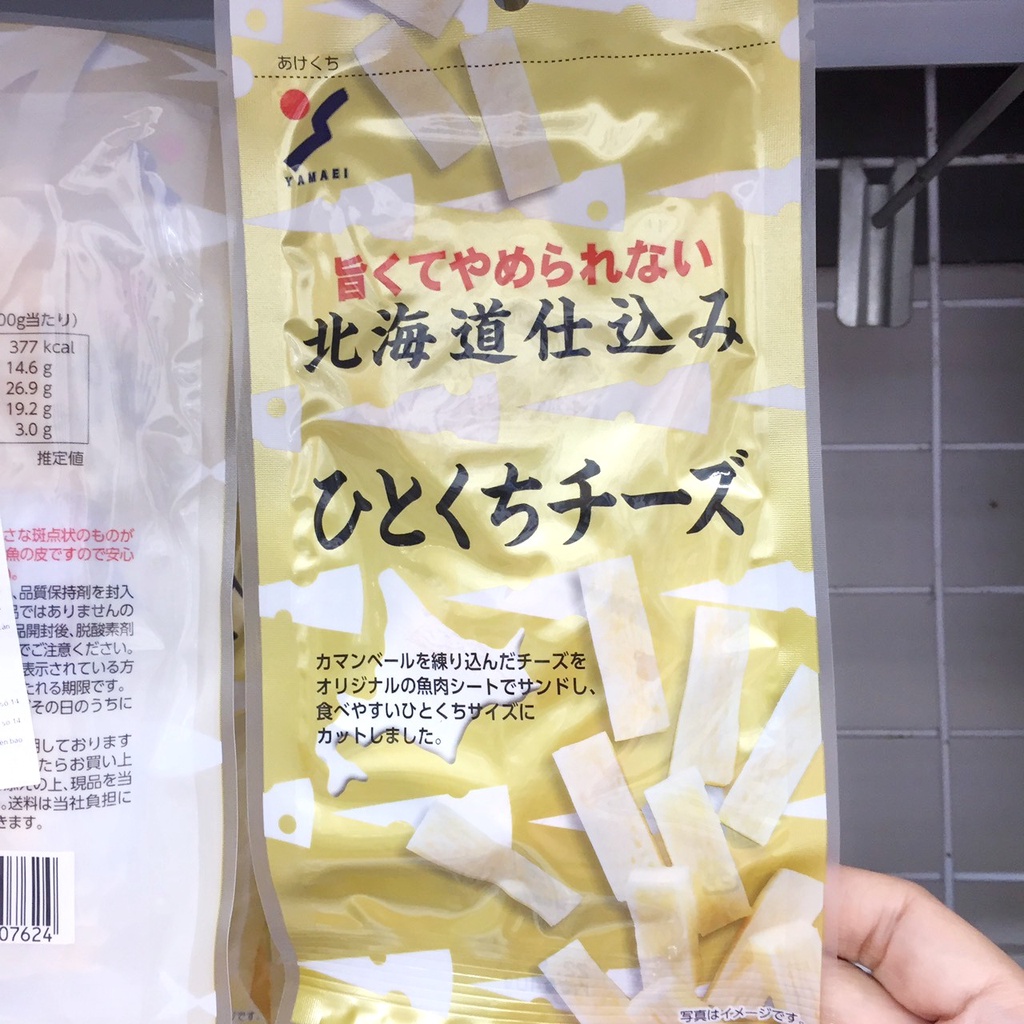 あけくち
YAMAEI
旨くてやめられない
北海道仕込み
ひとくちチーズ
カマンベールを練り込んだチーズを
オリジナルの魚肉シートでサンドし、
食べやすいひとくちサイズに
カットしました。
写真はイメージです。
00g当たり)
377 kcal
14.6 g
26.9 g
19.2 g
3.0 g
推定値
さな斑点状のものが
魚の皮ですので安心
品質保持剤を封入
ではありませんの
品開封後、脱酸素剤
でご注意ください。
表示されている方
たれる期限です。
その日のうちに
用しております
たらお買い上
の上、現品を当
。送料は当社負担に
きます。
07624